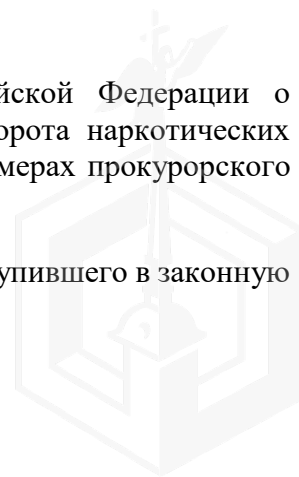 йской Федерации о
орота наркотических
мерах прокурорского
упившего в законную